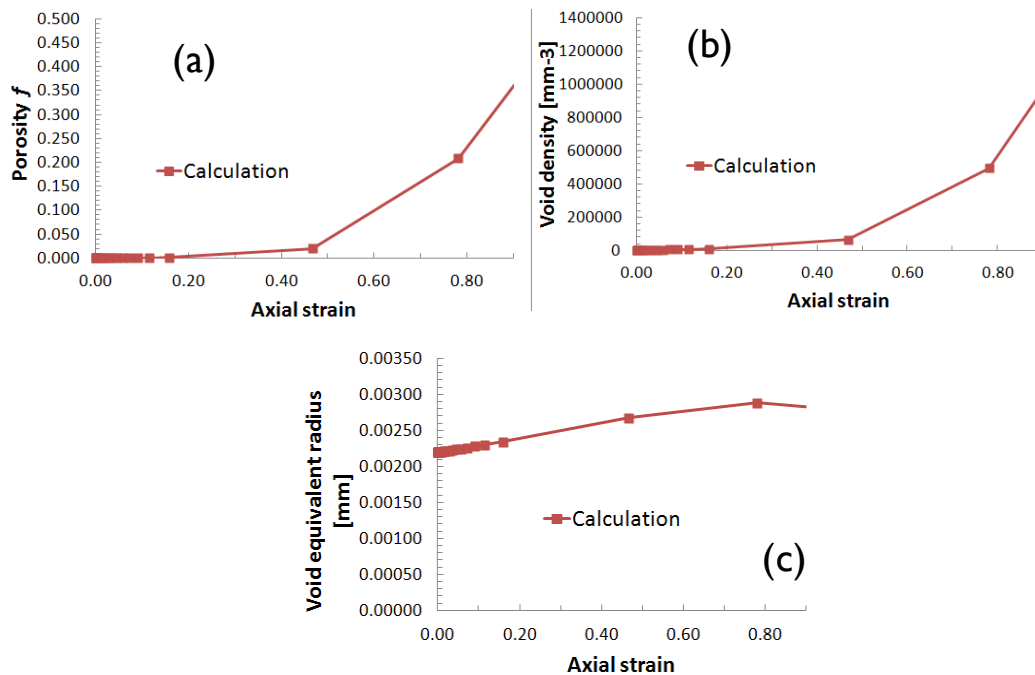 0.500
0.450
0.400
0.350
0.300
0.250
0.200
0.150
0.100
0.050
0.000
Porosity f
(a)
Calculation
0.00 0.20 0.40 0.60 0.80
Axial strain
1400000
1200000
1000000
800000
600000
400000
200000
0
Void density [mm-3]
(b)
Calculation
0.00 0.20 0.40 0.60 0.80
Axial strain
0.00350
0.00300
0.00250
0.00200
0.00150
0.00100
0.00050
0.00000
Void equivalent radius
[mm]
Calculation
(c)
0.00 0.20 0.40 0.60 0.80
Axial strain